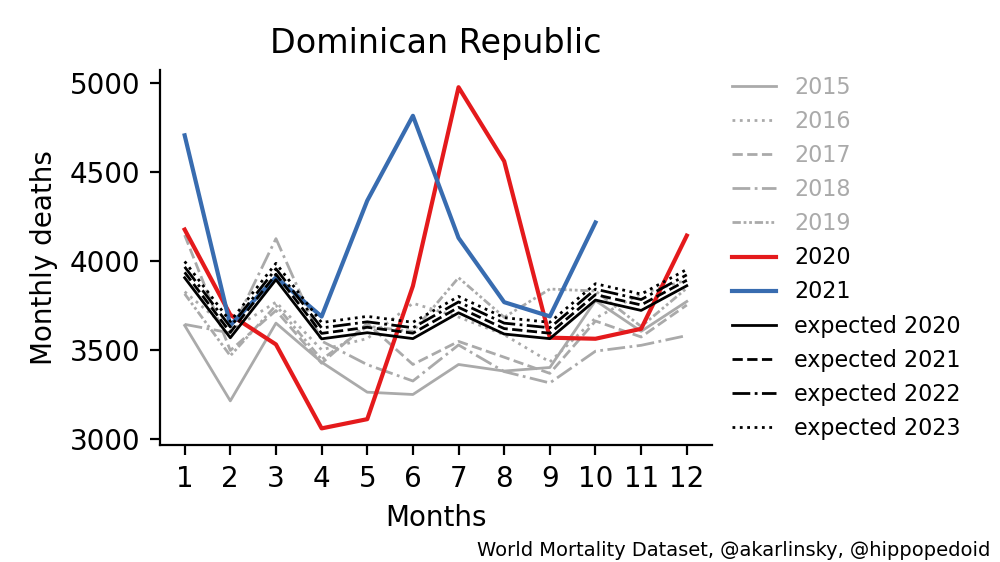 Dominican Republic
5000
4500
4000
3500
3000
Monthly deaths
1 2 3 4 5 6 7 8 9 10 11 12
Months
2015
2016
2017
2018
2019
2020
2021
expected 2020
expected 2021
expected 2022
expected 2023
World Mortality Dataset, @akarlinsky, @hippopedoid